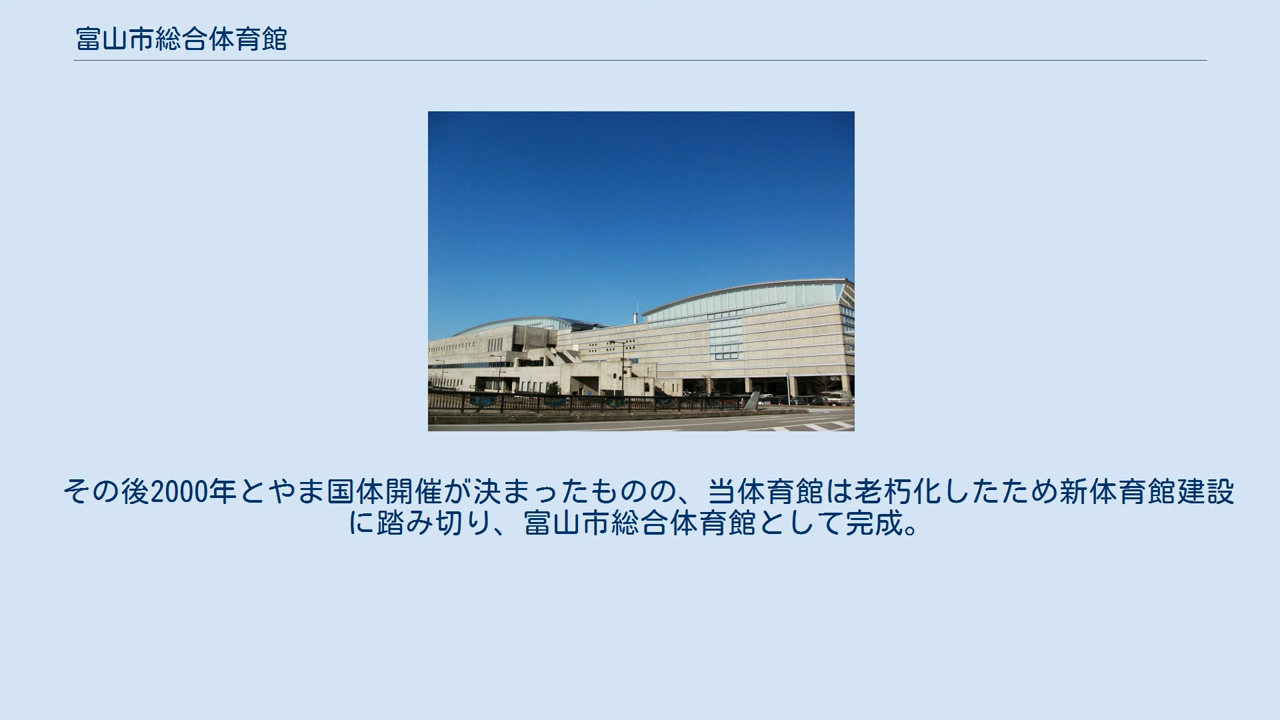 富山市総合体育館
その後2000年とやま国体開催が決まったものの、当体育館は老朽化したため新体育館建設
に踏み切り、富山市総合体育館として完成。